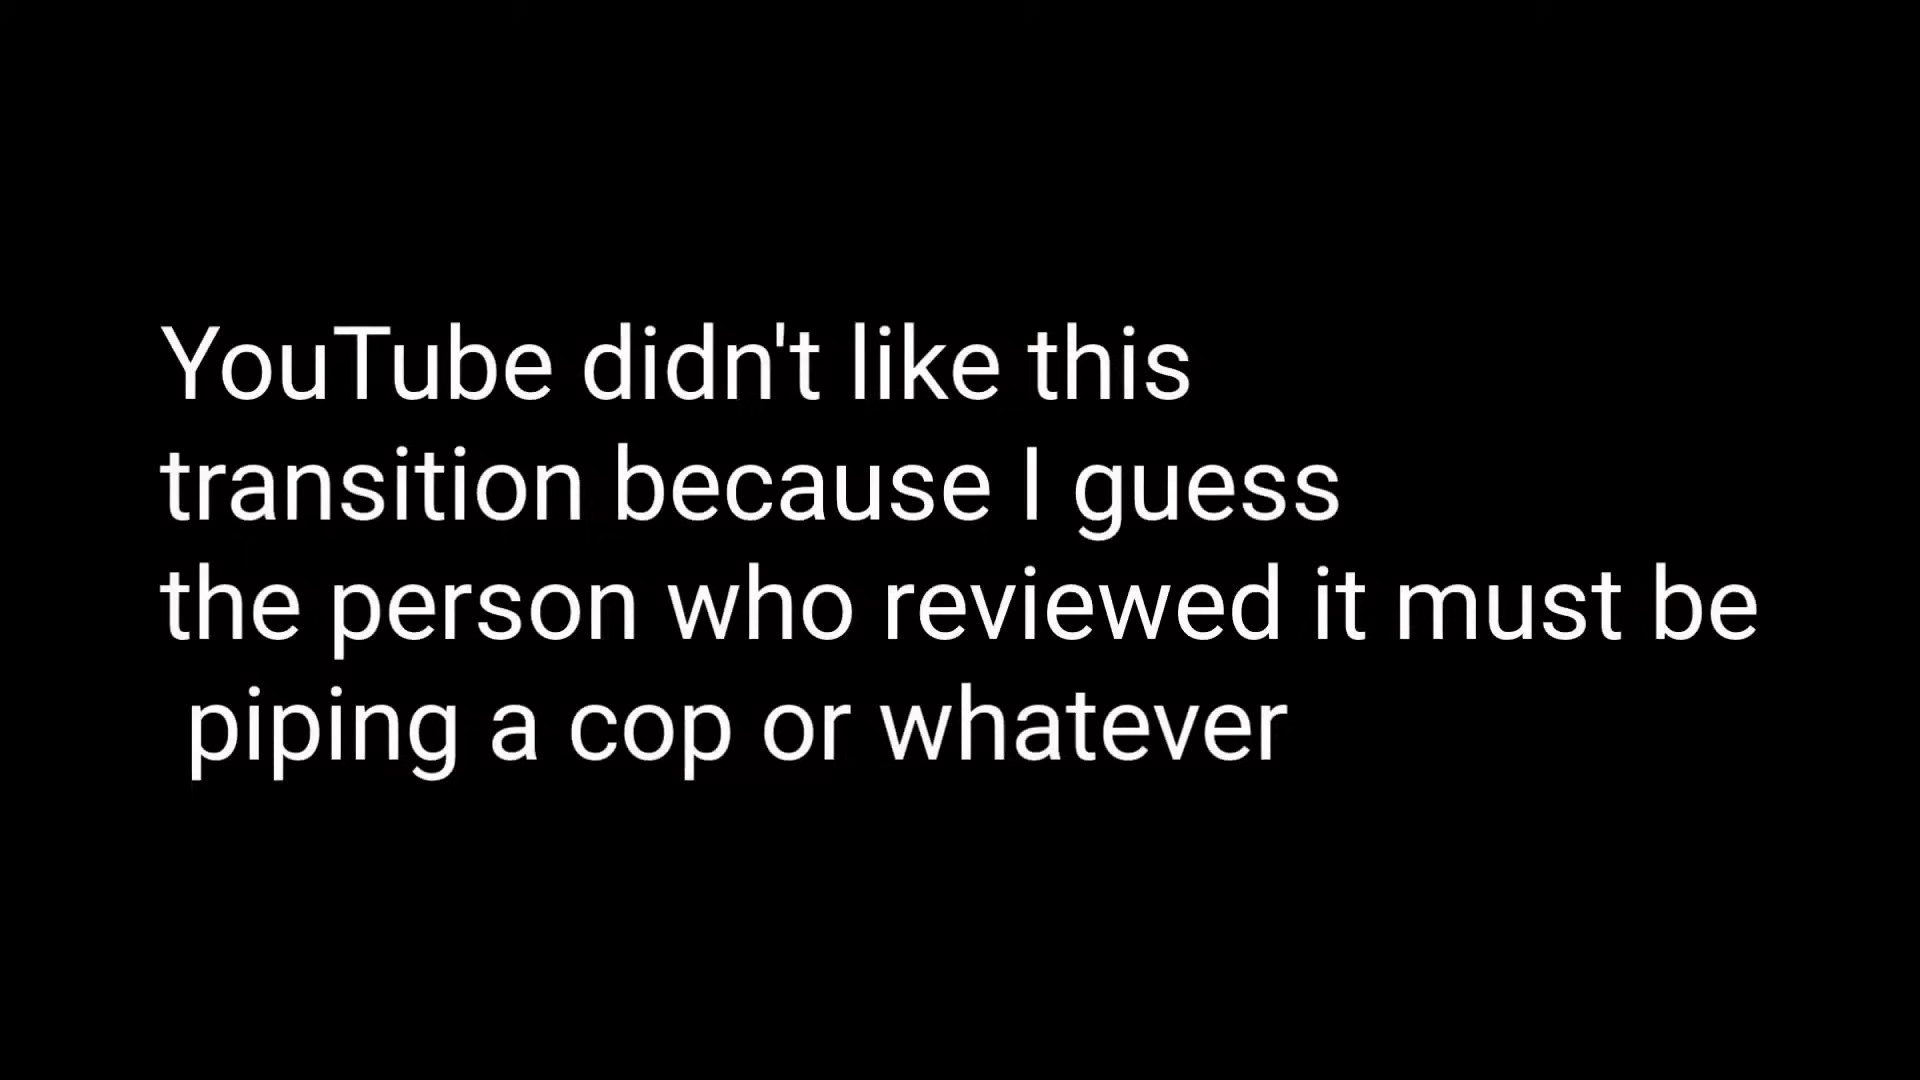 YouTube didn't like this
transition because I guess
the person who reviewed it must be
piping a cop or whatever